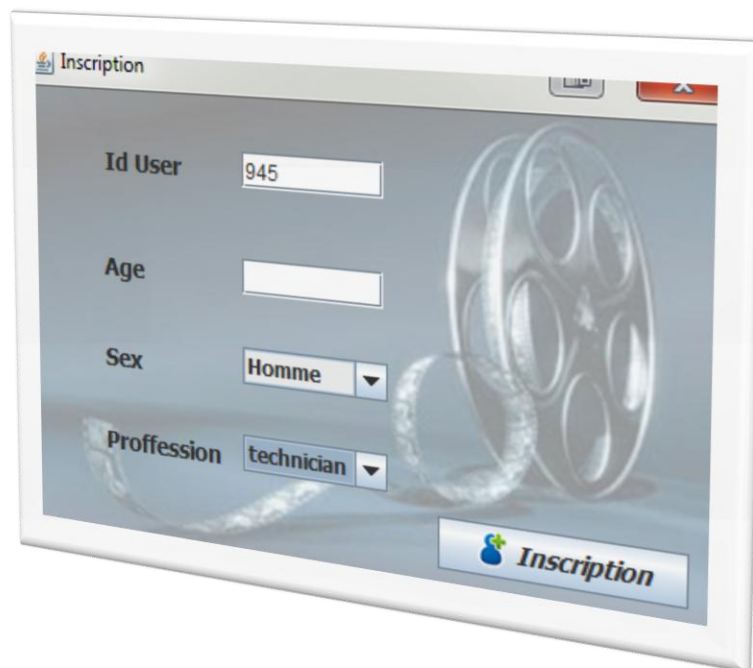 Inscription
Id User 945
Age
Sex Homme
Proffession technician
Inscription